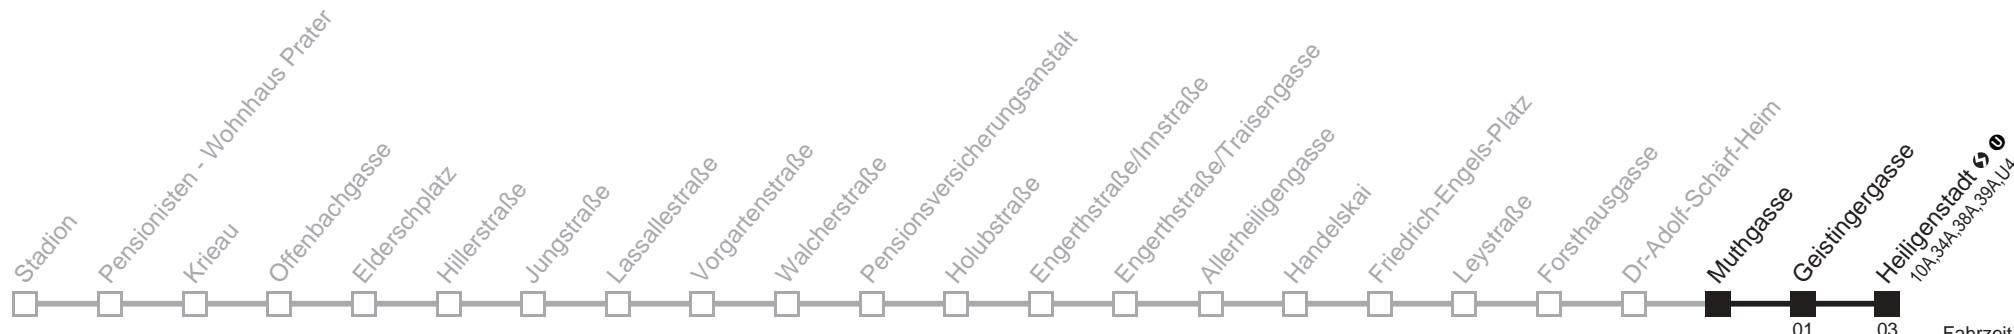 Stadion
Pensionisten - Wohnhaus Prater
Krieau
Offenbachgasse
Elderschplatz
Hillerstraße
Jungstraße
Lassallestraße
Vorgartenstraße
Walcherstraße
Pensionsversicherungsanstalt
Holubstraße
Engerthstraße/Innstraße
Engerthstraße/Traisengasse
Allerheiligengasse
Handelskai
Friedrich-Engels-Platz
Leystraße
Forsthausgasse
Dr-Adolf-Schärf-Heim
Muthgasse
Geistingergasse
Heiligenstadt S U
10A,34A,38A,39A,U4
01 03 Fahrzeit